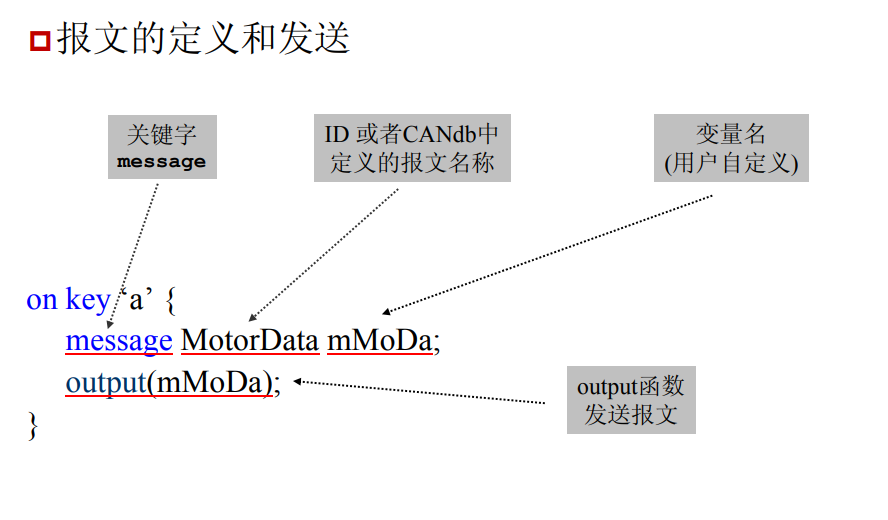 报文的定义和发送
关键字
message
ID 或者CANdb中
定义的报文名称
变量名
(用户自定义)
on key ‘a’ {
message MotorData mMoDa;
output(mMoDa);
}
output函数
发送报文